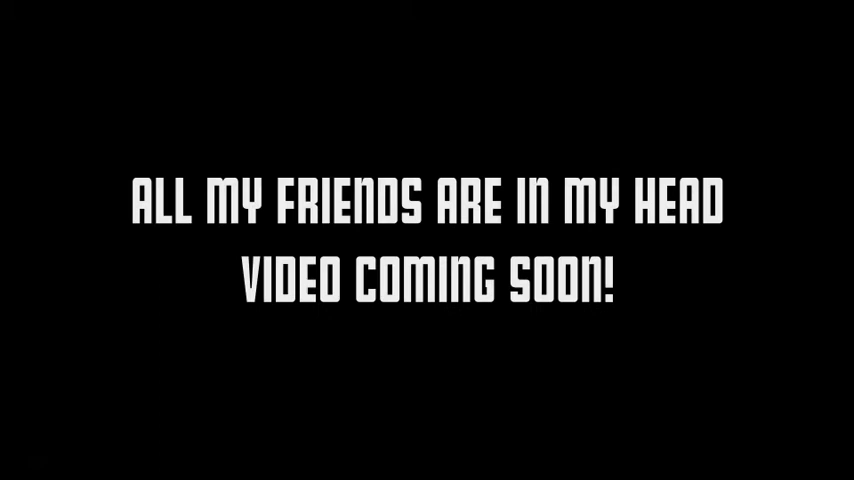 ALL MY FRIENDS ARE IN MY HEAD
VIDEO COMING SOON!